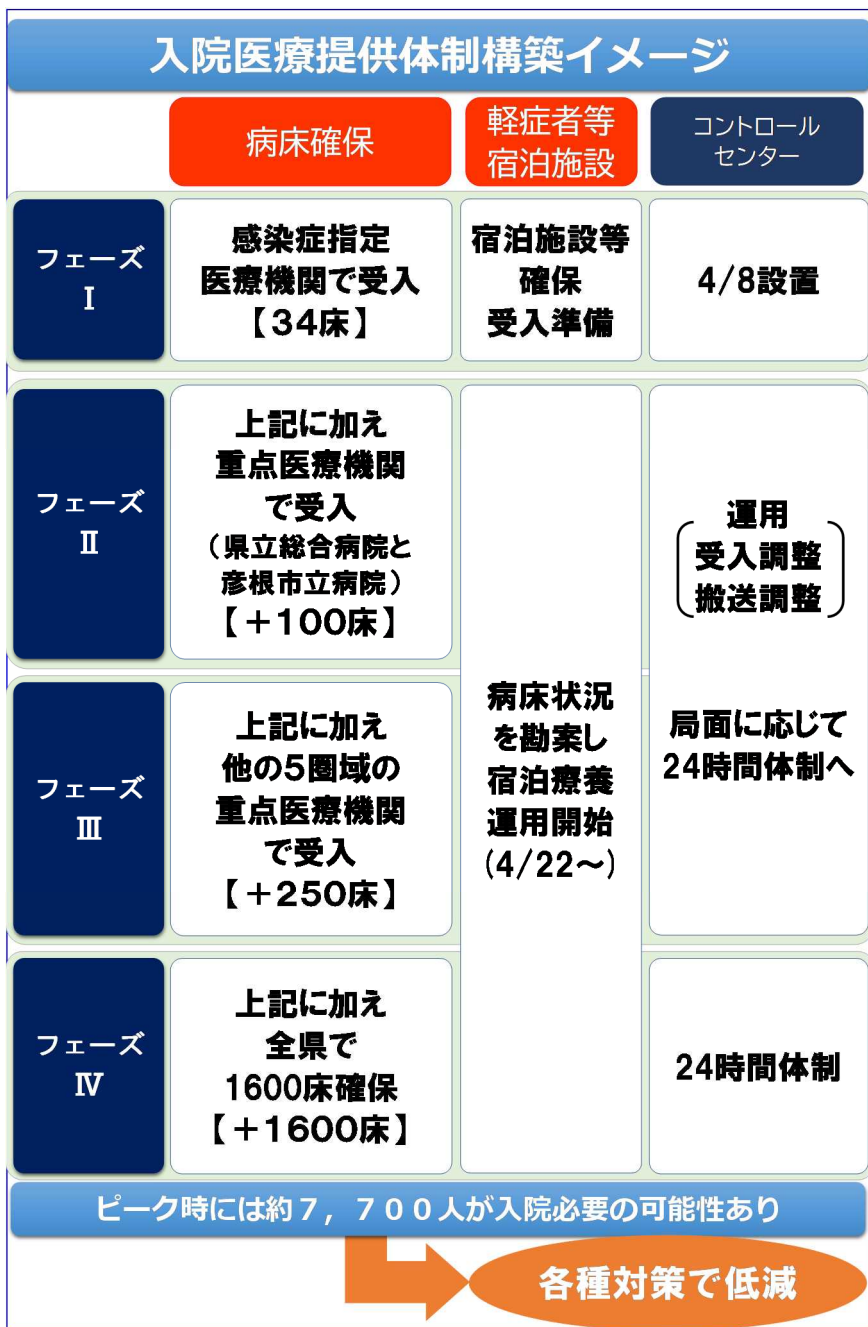 入院医療提供体制構築イメージ
病床確保
軽症者等
宿泊施設
コントロール
センター
フェーズ
Ⅰ
感染症指定
医療機関で受入
【34床】
宿泊施設等
確保
受入準備
4/8設置
フェーズ
Ⅱ
上記に加え
重点医療機関
で受入
（県立総合病院と
彦根市立病院）
【＋100床】
運用
受入調整
搬送調整
フェーズ
Ⅲ
上記に加え
他の5圏域の
重点医療機関
で受入
【＋250床】
病床状況
を勘案し
宿泊療養
運用開始
(4/22～)
局面に応じて
24時間体制へ
フェーズ
Ⅳ
上記に加え
全県で
1600床確保
【＋1600床】
24時間体制
ピーク時には約７，７００人が入院必要の可能性あり
各種対策で低減